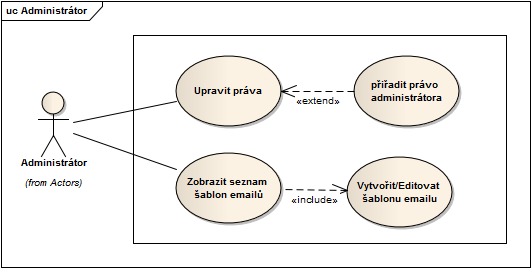 uc Administrátor
Upravit práva
«extend»
přiřadit právo
administrátora
Administrátor
(from Actors)
Zobrazit seznam
šablon emailů
«include»
Vytvořit/Editovat
šablonu emailu